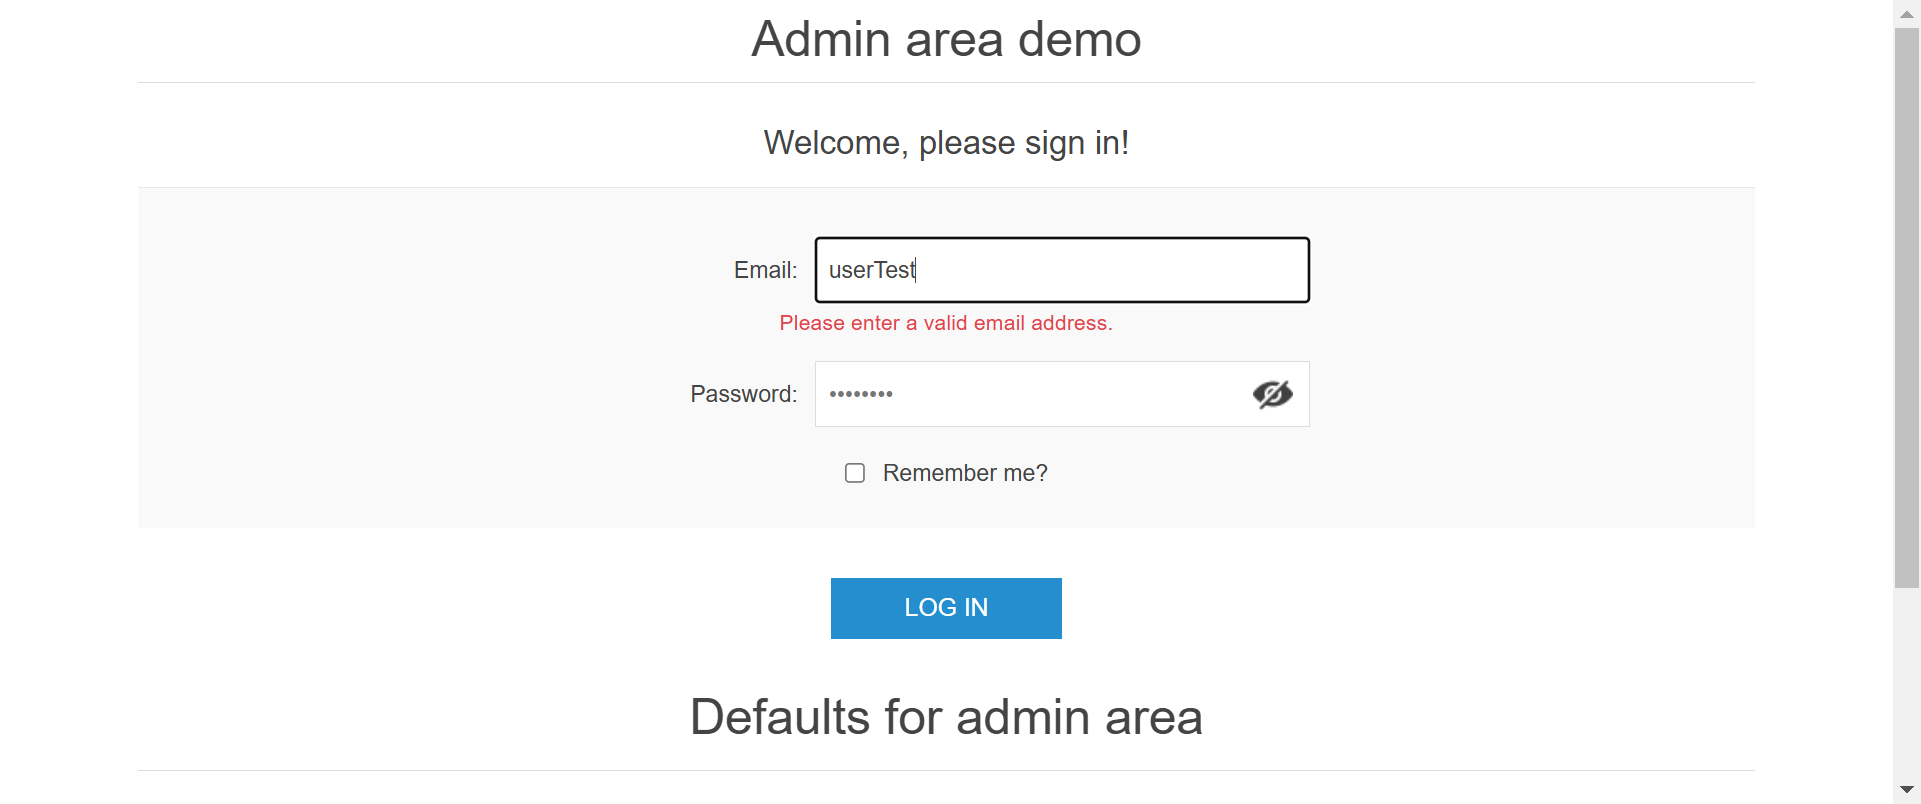 Admin area demo
Welcome, please sign in!
Email: userTest
Please enter a valid email address.
Password: ••••••••
Remember me?
LOG IN
Defaults for admin area